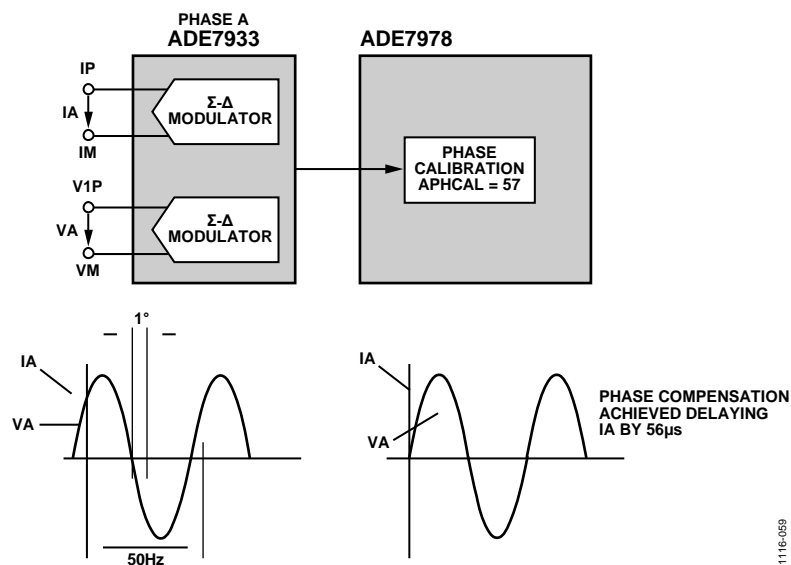 PHASE A
ADE7933
ADE7978
IP
IA
IM
Σ-Δ
MODULATOR
V1P
VA
VM
Σ-Δ
MODULATOR
PHASE
CALIBRATION
APHCAL = 57
1°
IA
VA
50Hz
IA
VA
PHASE COMPENSATION
ACHIEVED DELAYING
IA BY 56µs
1116-059